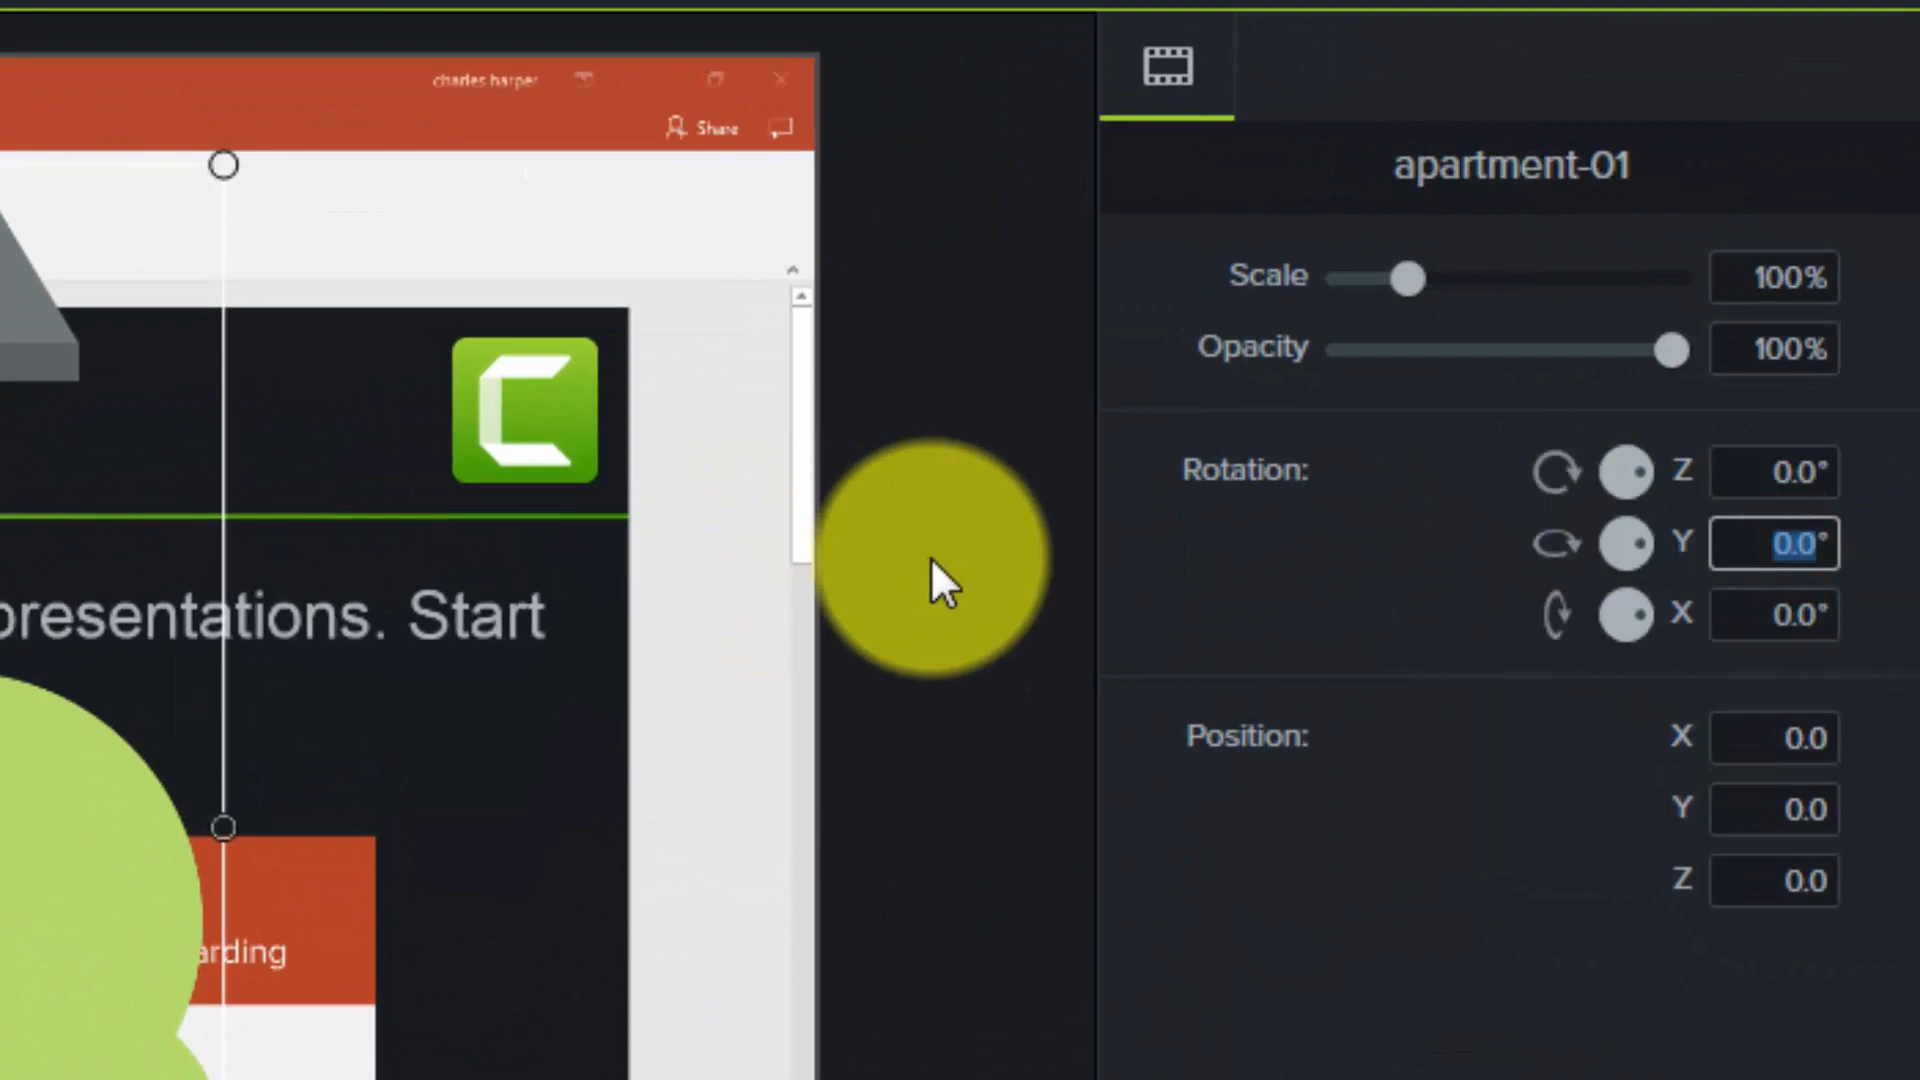 charles harper
Share
presentations. Start
arding
apartment-01
Scale 100%
Opacity 100%
Rotation: Z 0.0°
Y 0.0°
X 0.0°
Position: X 0.0
Y 0.0
Z 0.0